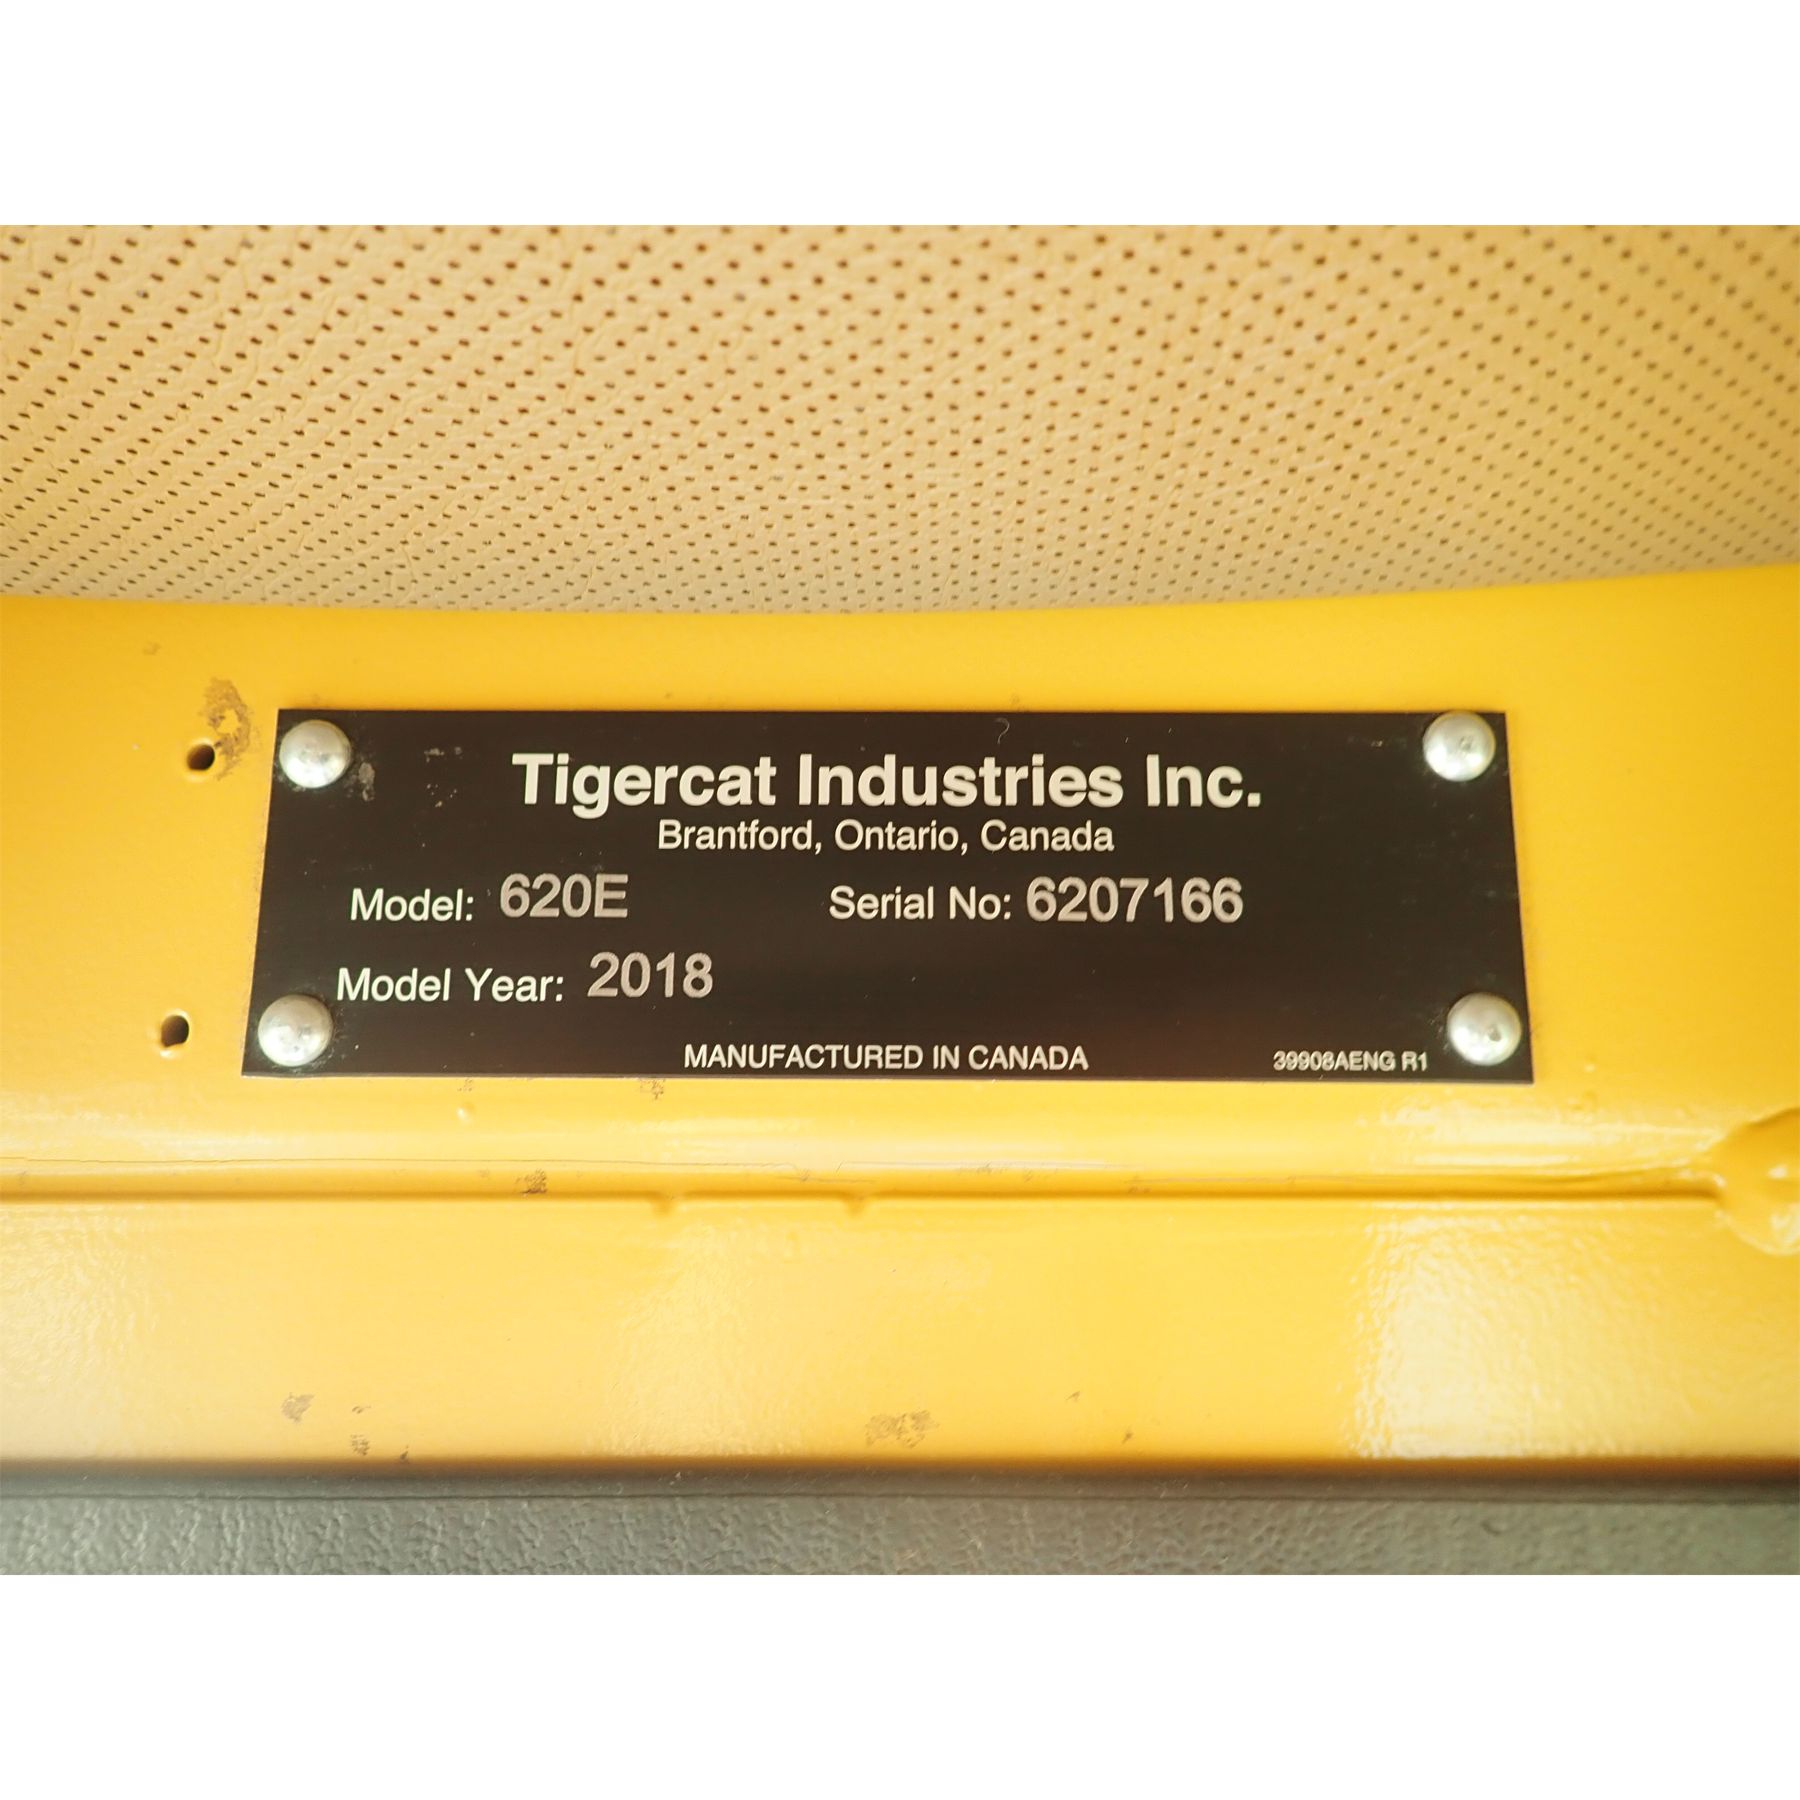 Tigercat Industries Inc.
Brantford, Ontario, Canada
Model: 620E Serial No: 6207166
Model Year: 2018
MANUFACTURED IN CANADA 39908AENG R1